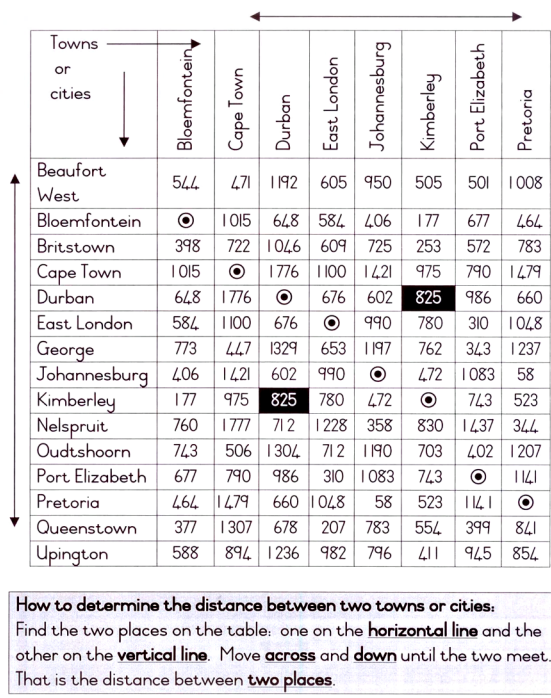 Towns
or
cities
Bloemfontein Cape Town Durban East London Johannesburg Kimberley Port Elizabeth Pretoria
Beaufort
West 544 471 1192 605 950 505 501 1008
Bloemfontein 1015 648 584 406 177 677 464
Britstown 398 722 1046 609 725 253 572 783
Cape Town 1015 1776 1100 1421 975 790 1479
Durban 648 1776 676 602 825 986 660
East London 584 1100 676 990 780 310 1048
George 773 447 1329 653 1197 762 343 1237
Johannesburg 406 1421 602 990 472 1083 58
Kimberley 177 975 825 780 472 743 523
Nelspruit 760 1777 712 1228 358 830 1437 344
Oudtshoorn 743 506 1304 712 1190 703 402 1207
Port Elizabeth 677 790 986 310 1083 743 1141
Pretoria 464 1479 660 1048 58 523 1141
Queenstown 377 1307 678 207 783 554 399 841
Upington 588 894 1236 982 796 411 945 854
How to determine the distance between two towns or cities:
Find the two places on the table: one on the horizontal line and the
other on the vertical line. Move across and down until the two meet.
That is the distance between two places.